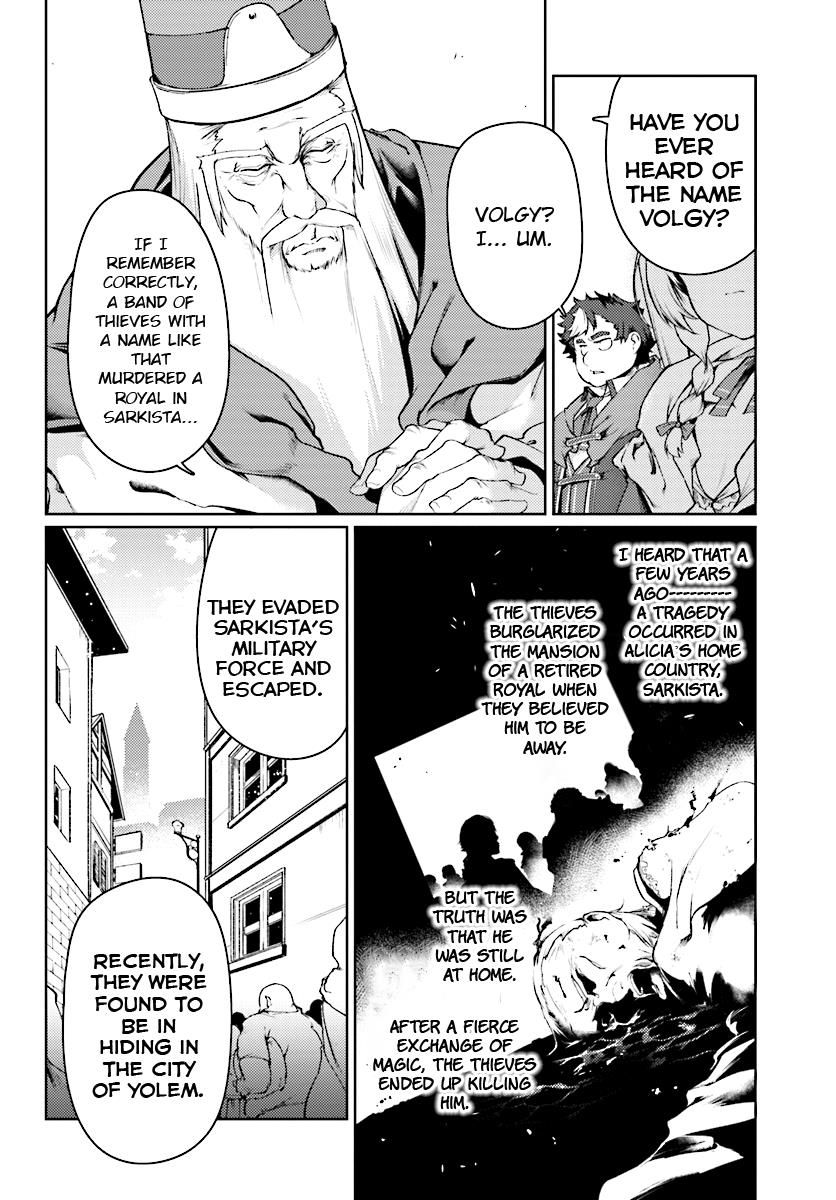 HAVE YOU
EVER
HEARD OF
THE NAME
VOLGY?
VOLGY?
I... UM.
IF I
REMEMBER
CORRECTLY,
A BAND OF
THIEVES WITH
A NAME LIKE
THAT
MURDERED A
ROYAL IN
SARKISTA...
I HEARD THAT A
FEW YEARS
AGO---------
A TRAGEDY
OCCURRED IN
ALICIA'S HOME
COUNTRY,
SARKISTA.
THE THIEVES
BURGLARIZED
THE MANSION
OF A RETIRED
ROYAL WHEN
THEY BELIEVED
HIM TO BE
AWAY.
BUT THE
TRUTH WAS
THAT HE
WAS STILL
AT HOME.
AFTER A FIERCE
EXCHANGE OF
MAGIC, THE THIEVES
ENDED UP KILLING
HIM.
THEY EVADED
SARKISTA'S
MILITARY
FORCE AND
ESCAPED.
RECENTLY,
THEY WERE
FOUND TO
BE IN
HIDING IN
THE CITY
OF YOLEM.